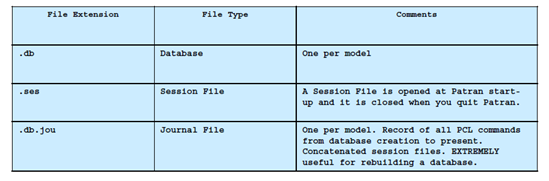 File Extension File Type Comments
.db Database One per model
.ses Session File A Session File is opened at Patran start-
up and it is closed when you quit Patran.
.db.jou Journal File One per model. Record of all PCL commands
from database creation to present.
Concatenated session files. EXTREMELY
useful for rebuilding a database.